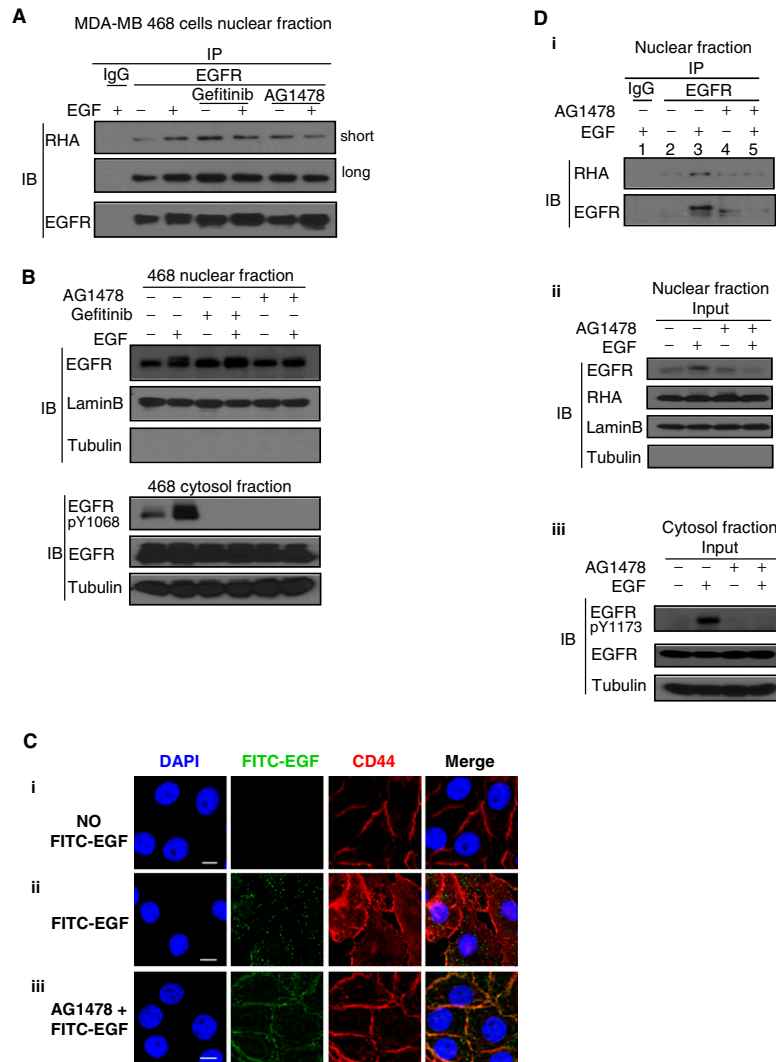 A
MDA-MB 468 cells nuclear fraction
IP
IgG EGFR
Gefitinib AG1478
EGF + − + − + − +
RHA short
IB long
EGFR
B
468 nuclear fraction
AG1478 − − − − + +
Gefitinib − − + + − −
EGF − + − + − +
EGFR
IB LaminB
Tubulin
468 cytosol fraction
EGFR
pY1068
IB EGFR
Tubulin
C
DAPI FITC-EGF CD44 Merge
i
NO
FITC-EGF
ii
FITC-EGF
iii
AG1478 +
FITC-EGF
D
i
Nuclear fraction
IP
IgG EGFR
AG1478 − − − + +
EGF + − + − +
1 2 3 4 5
RHA
IB
EGFR
ii
Nuclear fraction
Input
AG1478 − − + +
EGF − + − +
EGFR
RHA
IB
LaminB
Tubulin
iii
Cytosol fraction
Input
AG1478 − − + +
EGF − + − +
EGFR
pY1173
IB
EGFR
Tubulin